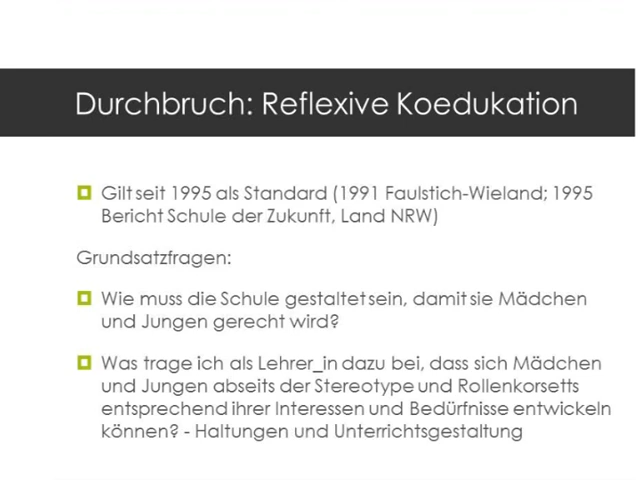 Durchbruch: Reflexive Koedukation
Gilt seit 1995 als Standard (1991 Faulstich-Wieland; 1995
Bericht Schule der Zukunft, Land NRW)
Grundsatzfragen:
Wie muss die Schule gestaltet sein, damit sie Mädchen
und Jungen gerecht wird?
Was trage ich als Lehrer_in dazu bei, dass sich Mädchen
und Jungen abseits der Stereotype und Rollenkorsetts
entsprechend ihrer Interessen und Bedürfnisse entwickeln
können? - Haltungen und Unterrichtsgestaltung